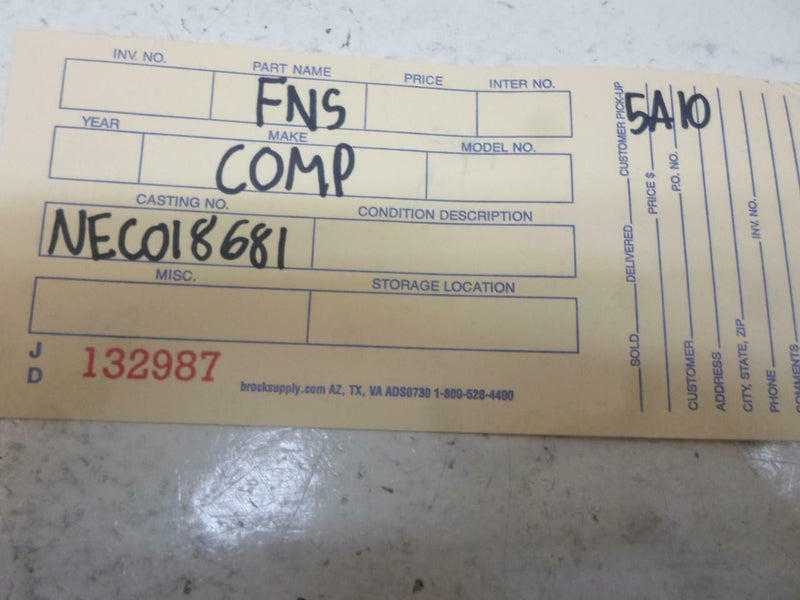 INV. NO. PART NAME PRICE INTER NO.
FNS
YEAR MAKE MODEL NO.
COMP
CASTING NO. CONDITION DESCRIPTION
NECO18681
MISC. STORAGE LOCATION
J D 132987
brocksupply.com AZ, TX, VA ADS0730 1-800-528-4400
5A10
SOLD DELIVERED CUSTOMER PICK-UP
PRICE $
CUSTOMER P.O. NO.
ADDRESS
CITY, STATE, ZIP
PHONE INV. NO.
COMMENTS